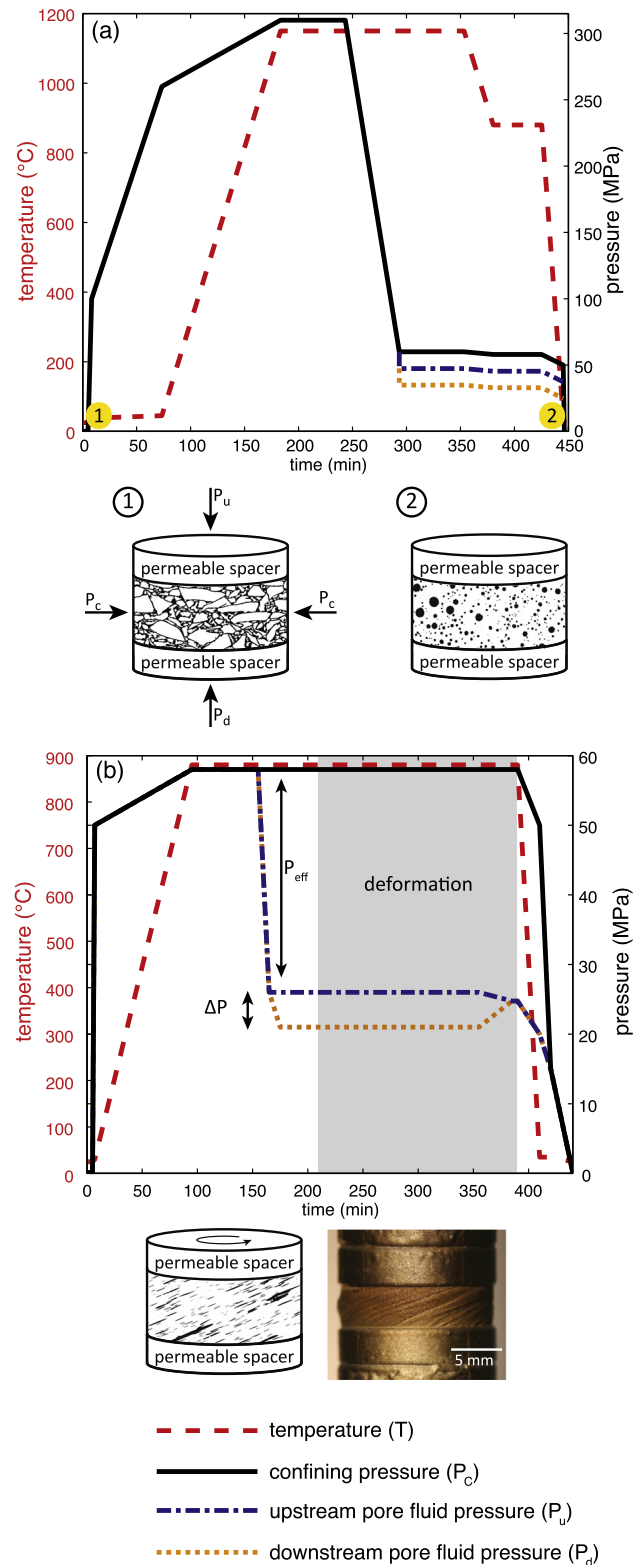 (a)
temperature (°C)
1200
1000
800
600
400
200
0
pressure (MPa)
300
250
200
150
100
50
0
1
2
0 50 100 150 200 250 300 350 400 450
time (min)
1
2
Pu
permeable spacer
Pc
Pc
permeable spacer
Pd
permeable spacer
permeable spacer
(b)
temperature (°C)
900
800
700
600
500
400
300
200
100
0
pressure (MPa)
60
50
40
30
20
10
0
Peff
deformation
ΔP
0 50 100 150 200 250 300 350 400
time (min)
permeable spacer
permeable spacer
5 mm
temperature (T)
confining pressure (Pc)
upstream pore fluid pressure (Pu)
downstream pore fluid pressure (Pd)